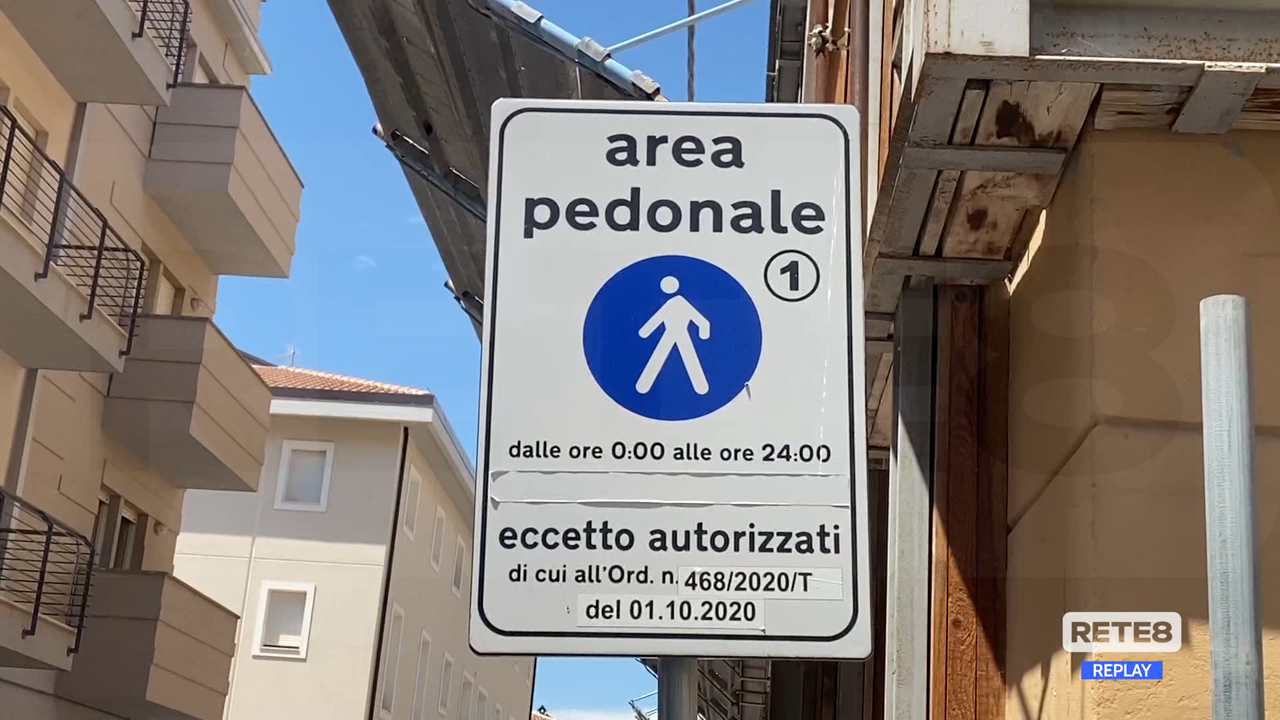 area
pedonale
1
dalle ore 0:00 alle ore 24:00
eccetto autorizzati
di cui all'Ord. n. 468/2020/T
del 01.10.2020
RETE8
REPLAY